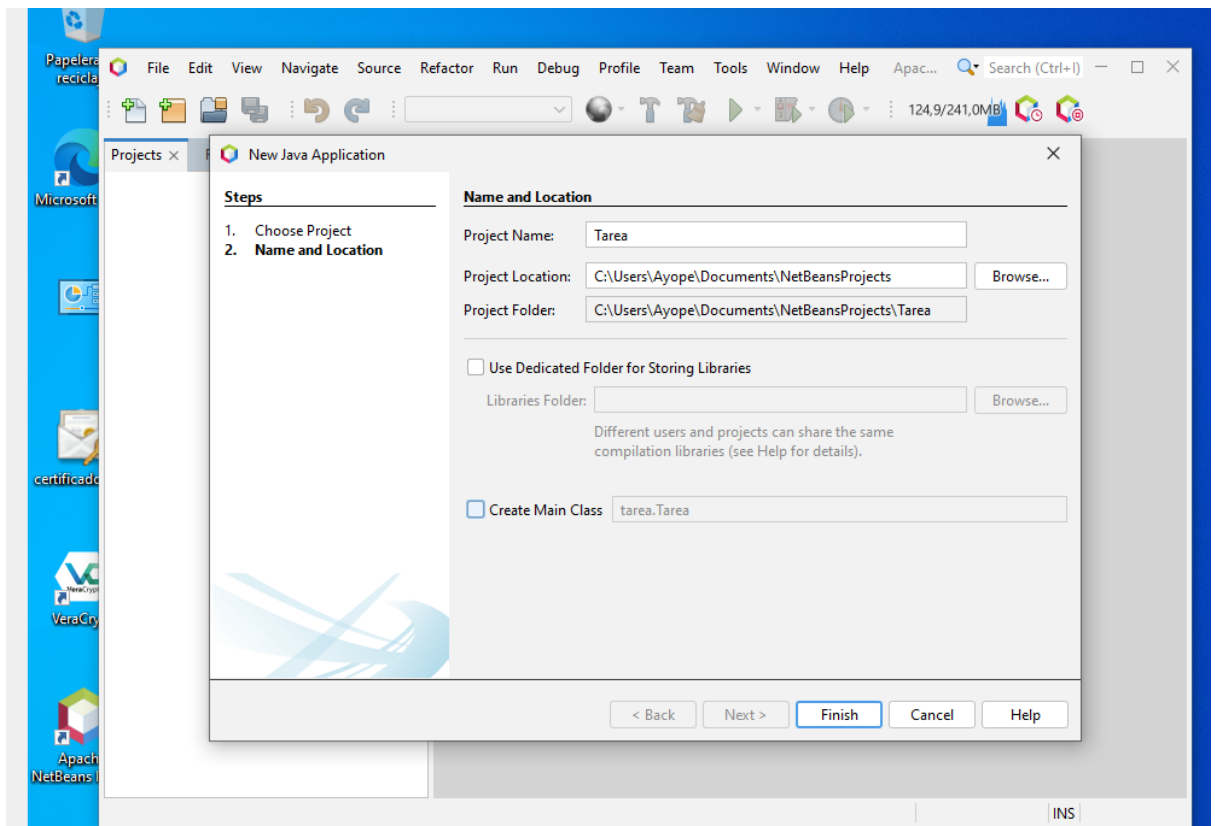 Papelera
recicla
File Edit View Navigate Source Refactor Run Debug Profile Team Tools Window Help Apac... Search (Ctrl+I)
124,9/241,0MB
Projects
New Java Application
Microsoft
Steps
1. Choose Project
2. Name and Location
Name and Location
Project Name: Tarea
Project Location: C:\Users\Ayope\Documents\NetBeansProjects Browse...
Project Folder: C:\Users\Ayope\Documents\NetBeansProjects\Tarea
Use Dedicated Folder for Storing Libraries
Libraries Folder: Browse...
Different users and projects can share the same
compilation libraries (see Help for details).
certificado
Create Main Class tarea.Tarea
VeraCryp
VeraCry
< Back Next > Finish Cancel Help
Apach
NetBeans I
INS